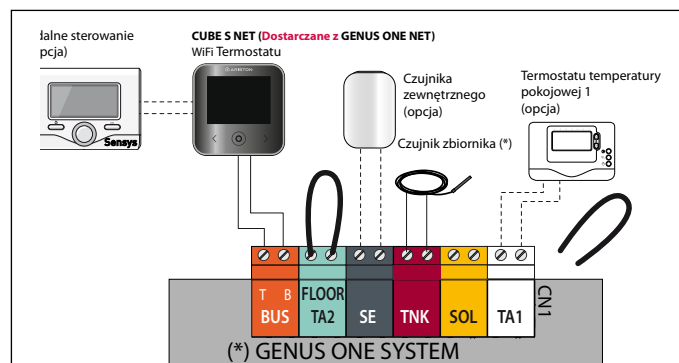 dalne sterowanie
pcja)
CUBE S NET (Dostarczane z GENUS ONE NET)
WiFi Termostatu
ARISTON
Sensys
Czujnika
zewnętrznego
(opcja)
Czujnik zbiornika (*)
Termostatu temperatury
pokojowej 1
(opcja)
T B
BUS
FLOOR
TA2
SE
TNK
SOL
TA1
CN1
(*) GENUS ONE SYSTEM